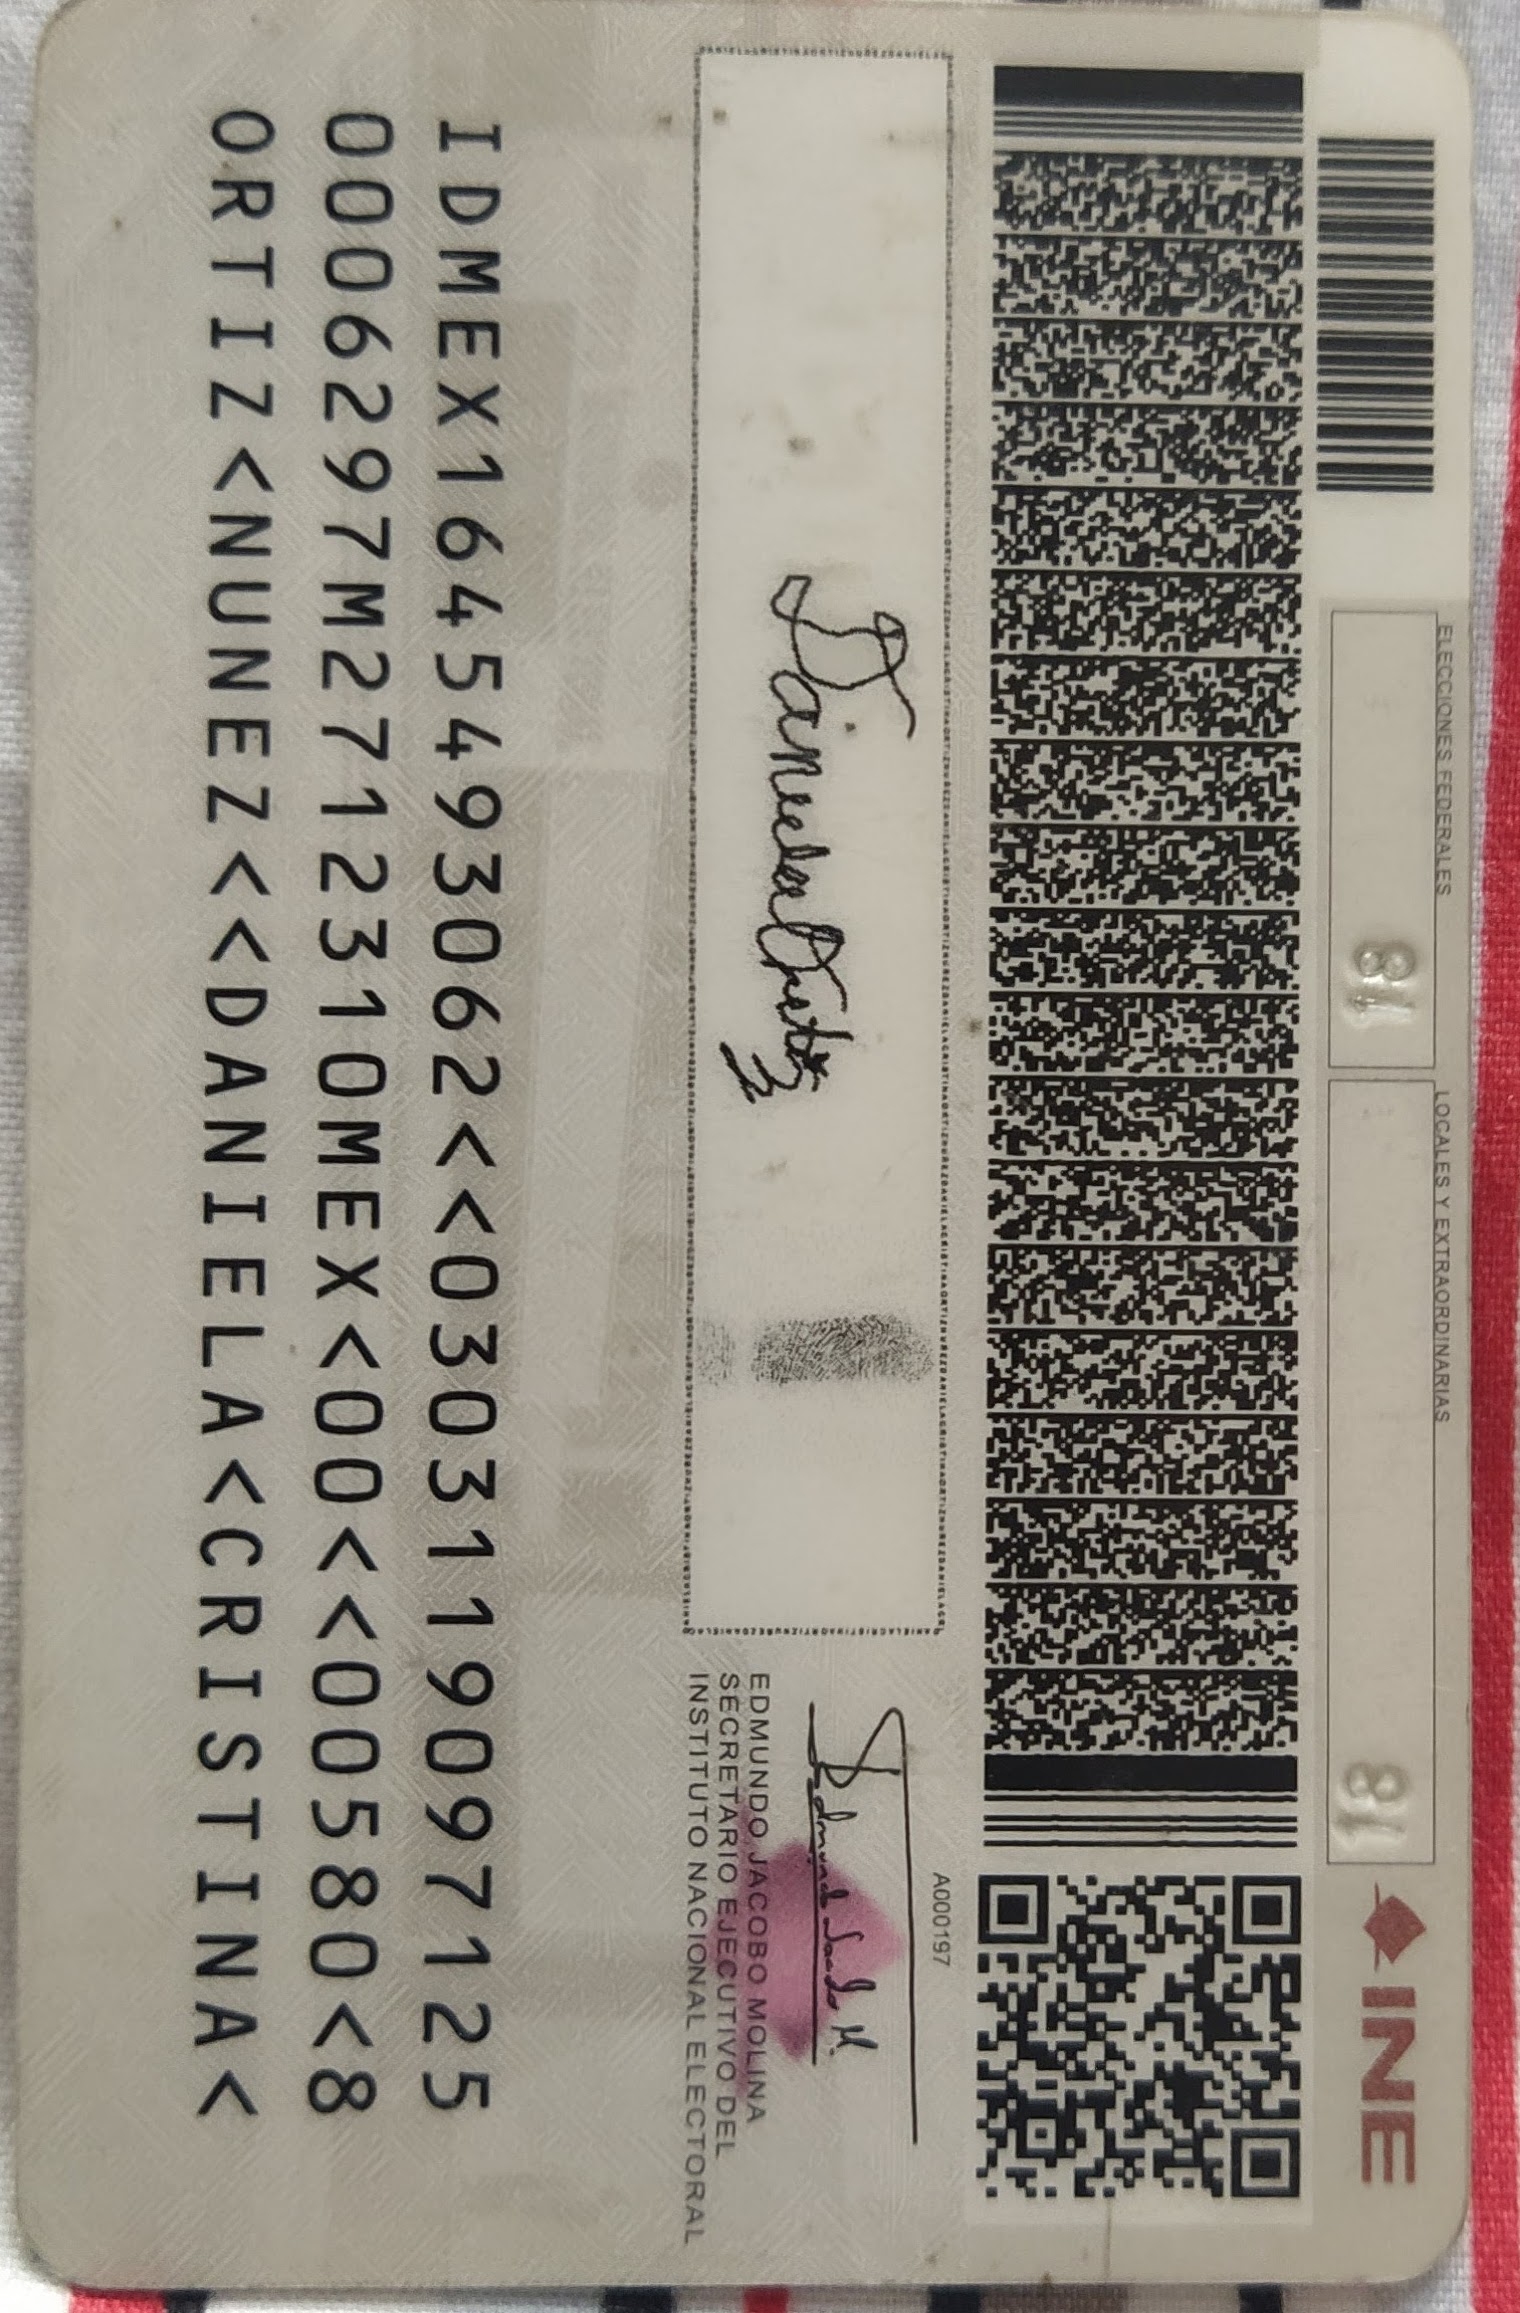 ELECCIONES FEDERALES
LOCALES Y EXTRAORDINARIAS
INE
18
18
A000197
EDMUNDO JACOBO MOLINA
SECRETARIO EJECUTIVO DEL
INSTITUTO NACIONAL ELECTORAL
IDMEX1645493062<<0303119097125
0006297M2712310MEX<00<<00580<8
ORTIZ<NUNEZ<<DANIELA<CRISTINA<